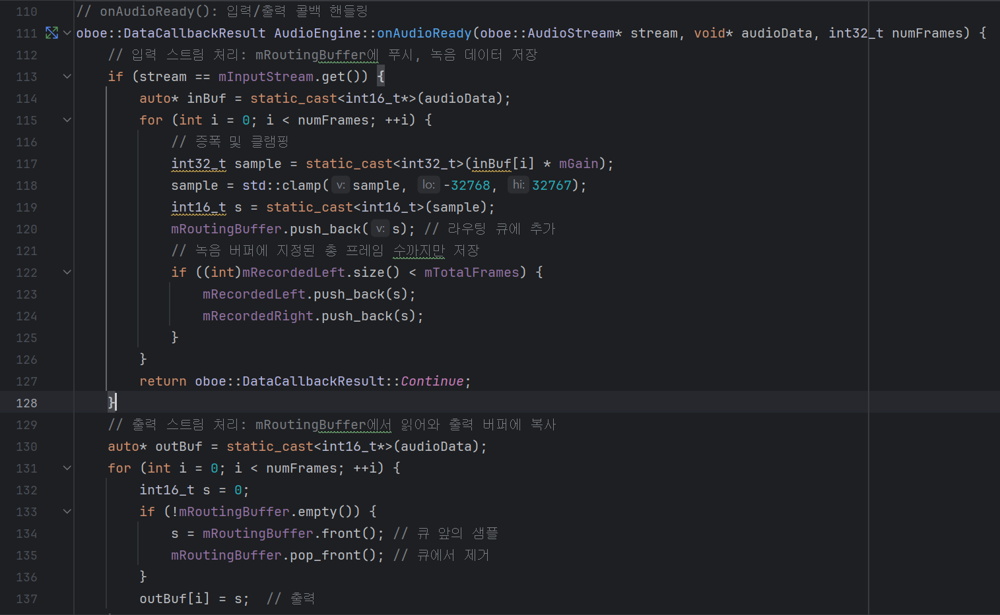 110 // onAudioReady(): 입력/출력 콜백 핸들링
111 oboe::DataCallbackResult AudioEngine::onAudioReady(oboe::AudioStream* stream, void* audioData, int32_t numFrames) {
112 // 입력 스트림 처리: mRoutingBuffer에 푸시, 녹음 데이터 저장
113 if (stream == mInputStream.get()) {
114 auto* inBuf = static_cast<int16_t*>(audioData);
115 for (int i = 0; i < numFrames; ++i) {
116 // 증폭 및 클램핑
117 int32_t sample = static_cast<int32_t>(inBuf[i] * mGain);
118 sample = std::clamp( v: sample, lo: -32768, hi: 32767);
119 int16_t s = static_cast<int16_t>(sample);
120 mRoutingBuffer.push_back( v: s); // 라우팅 큐에 추가
121 // 녹음 버퍼에 지정된 총 프레임 수까지만 저장
122 if ((int)mRecordedLeft.size() < mTotalFrames) {
123 mRecordedLeft.push_back(s);
124 mRecordedRight.push_back(s);
125 }
126 }
127 return oboe::DataCallbackResult::Continue;
128 }
129 // 출력 스트림 처리: mRoutingBuffer에서 읽어와 출력 버퍼에 복사
130 auto* outBuf = static_cast<int16_t*>(audioData);
131 for (int i = 0; i < numFrames; ++i) {
132 int16_t s = 0;
133 if (!mRoutingBuffer.empty()) {
134 s = mRoutingBuffer.front(); // 큐 앞의 샘플
135 mRoutingBuffer.pop_front(); // 큐에서 제거
136 }
137 outBuf[i] = s; // 출력